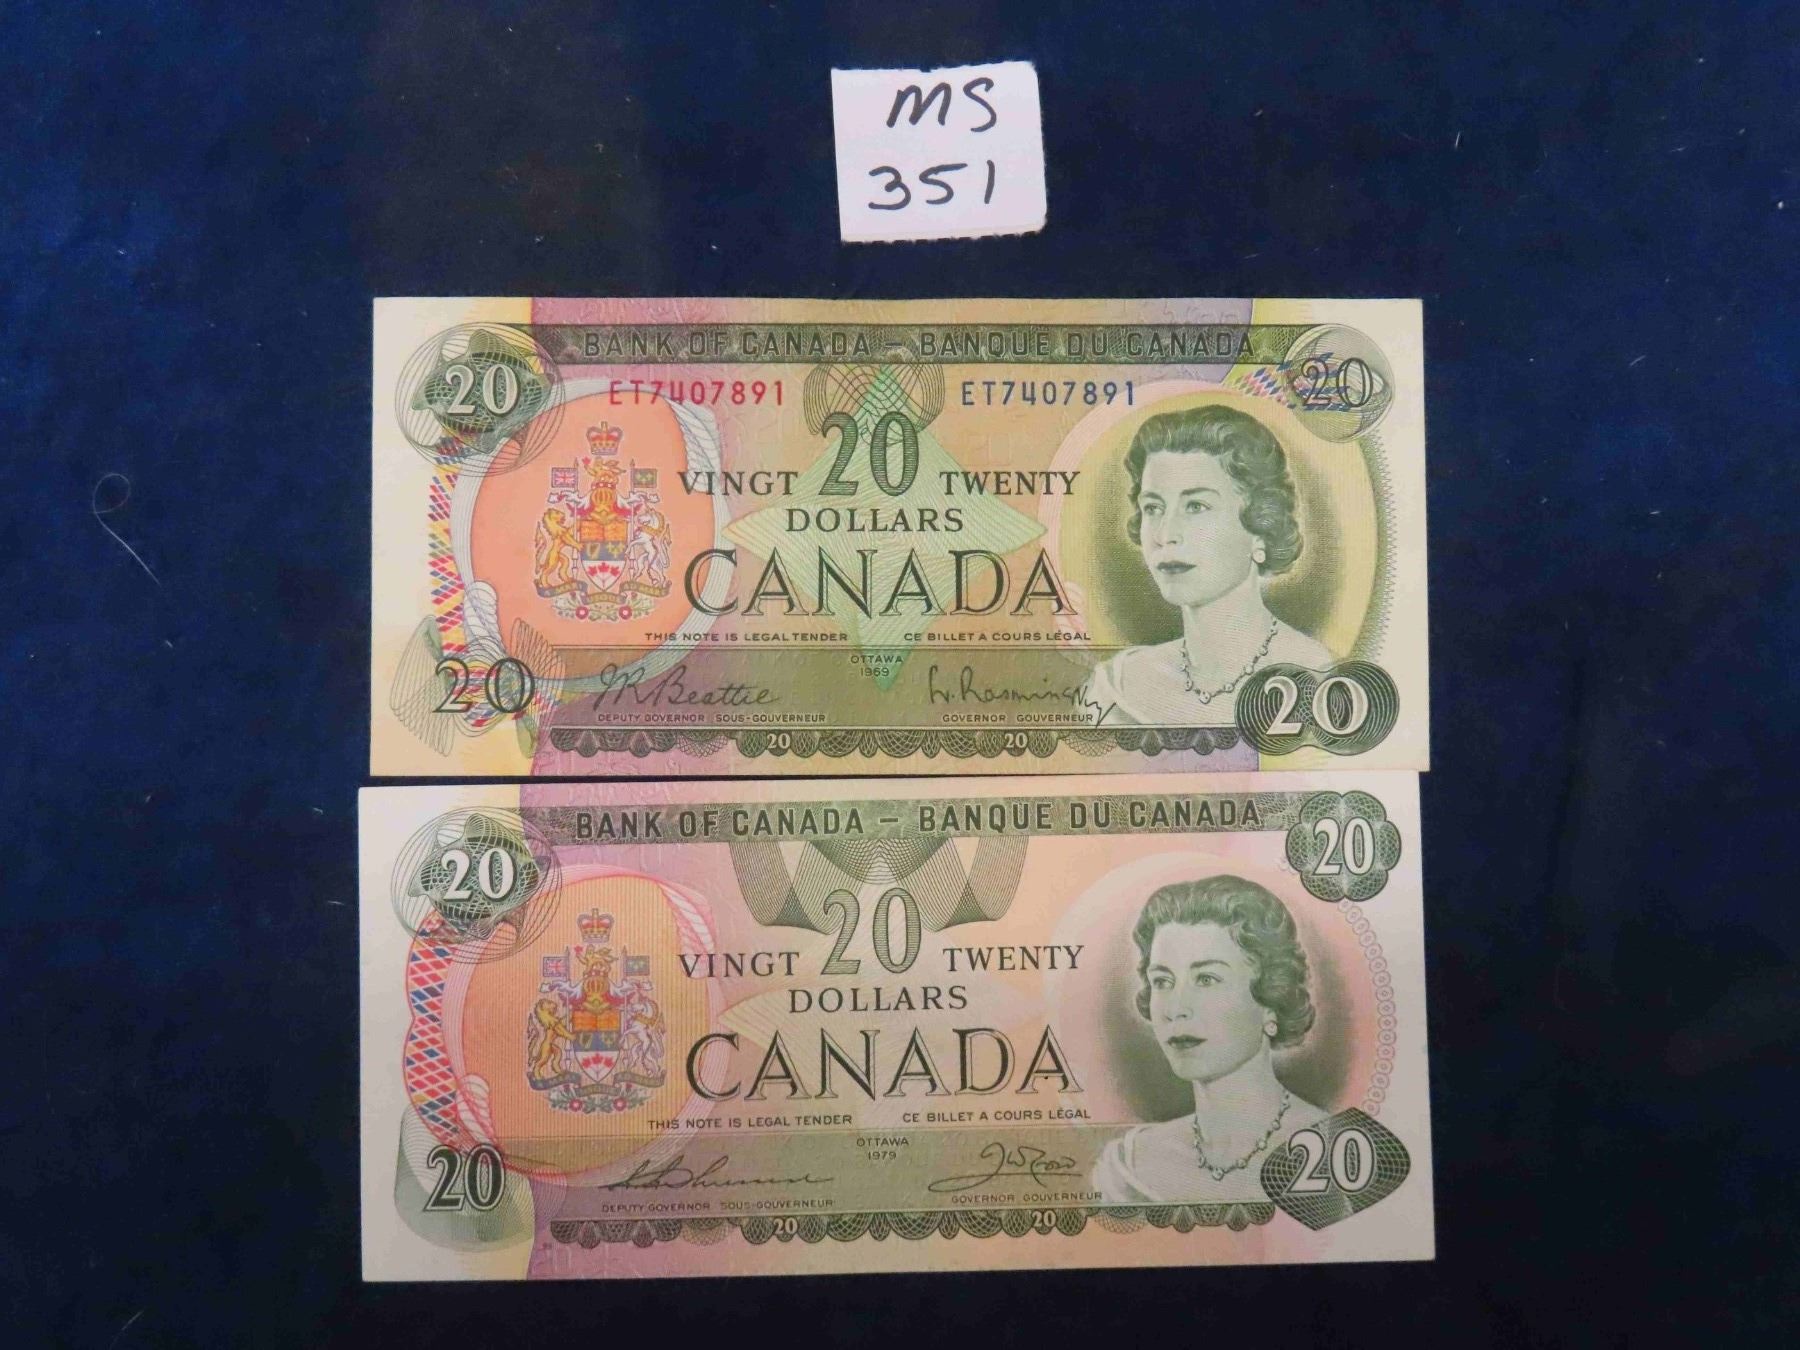 MS
351
BANK OF CANADA – BANQUE DU CANADA
20 20
ET7407891 ET7407891
VINGT 20 TWENTY
DOLLARS
CANADA
THIS NOTE IS LEGAL TENDER CE BILLET A COURS LÉGAL
OTTAWA
1969
20 JR Beattie L. Rasminsky 20
DEPUTY GOVERNOR SOUS-GOUVERNEUR GOVERNOR GOUVERNEUR
20 20
BANK OF CANADA – BANQUE DU CANADA
20 20
VINGT 20 TWENTY
DOLLARS
CANADA
THIS NOTE IS LEGAL TENDER CE BILLET A COURS LÉGAL
OTTAWA
1979
20 20
DEPUTY GOVERNOR SOUS-GOUVERNEUR GOVERNOR GOUVERNEUR
20 20